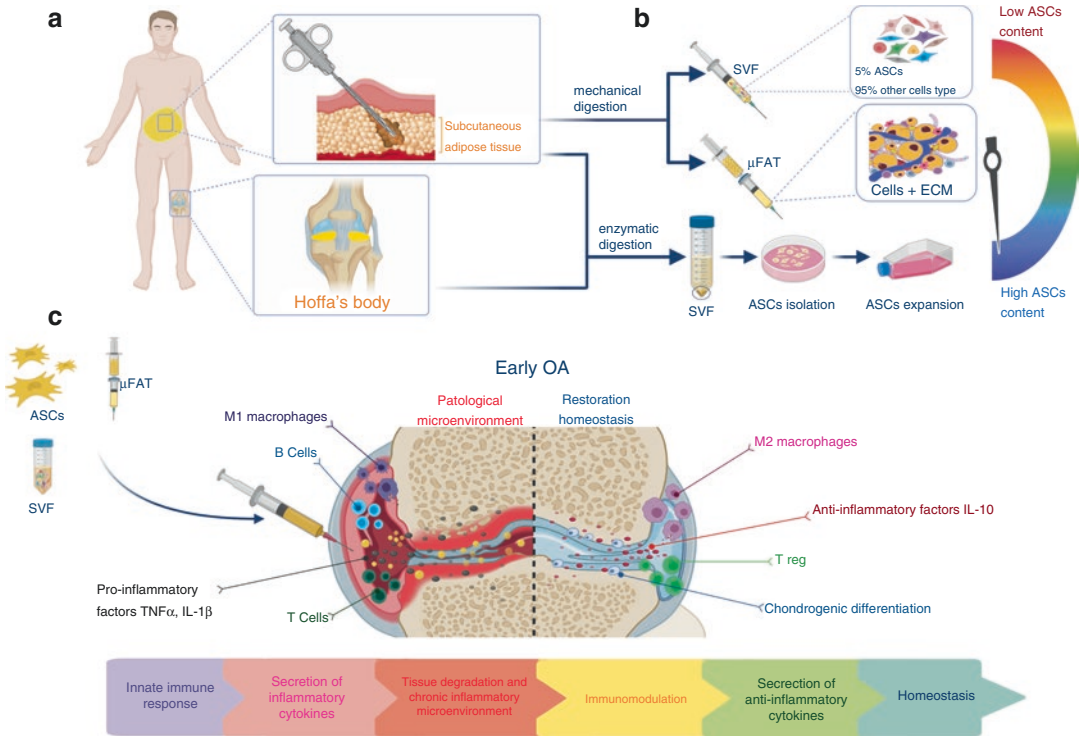 a
Subcutaneous
adipose tissue
Hoffa's body
mechanical
digestion
enzymatic
digestion
b
SVF
5% ASCs
95% other cells type
μFAT
Cells + ECM
SVF
ASCs isolation
ASCs expansion
Low ASCs
content
High ASCs
content
c
ASCs
μFAT
SVF
Early OA
Patological
microenvironment
Restoration
homeostasis
M1 macrophages
B Cells
Pro-inflammatory
factors TNFα, IL-1β
T Cells
M2 macrophages
Anti-inflammatory factors IL-10
T reg
Chondrogenic differentiation
Innate immune
response
Secretion of
inflammatory
cytokines
Tissue degradation and
chronic inflammatory
microenvironment
Immunomodulation
Secrection of
anti-inflammatory
cytokines
Homeostasis